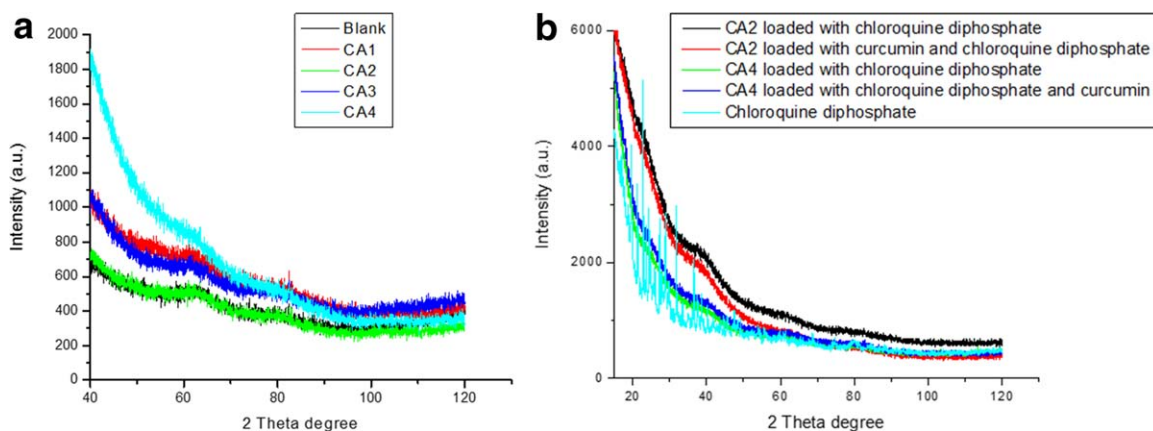 a
2000
1800
1600
1400
1200
1000
800
600
400
200
0
Intensity (a.u.)
40
60
80
100
120
2 Theta degree
Blank
CA1
CA2
CA3
CA4
b
6000
4000
2000
0
Intensity (a.u.)
20
40
60
80
100
120
2 Theta degree
CA2 loaded with chloroquine diphosphate
CA2 loaded with curcumin and chloroquine diphosphate
CA4 loaded with chloroquine diphosphate
CA4 loaded with chloroquine diphosphate and curcumin
Chloroquine diphosphate